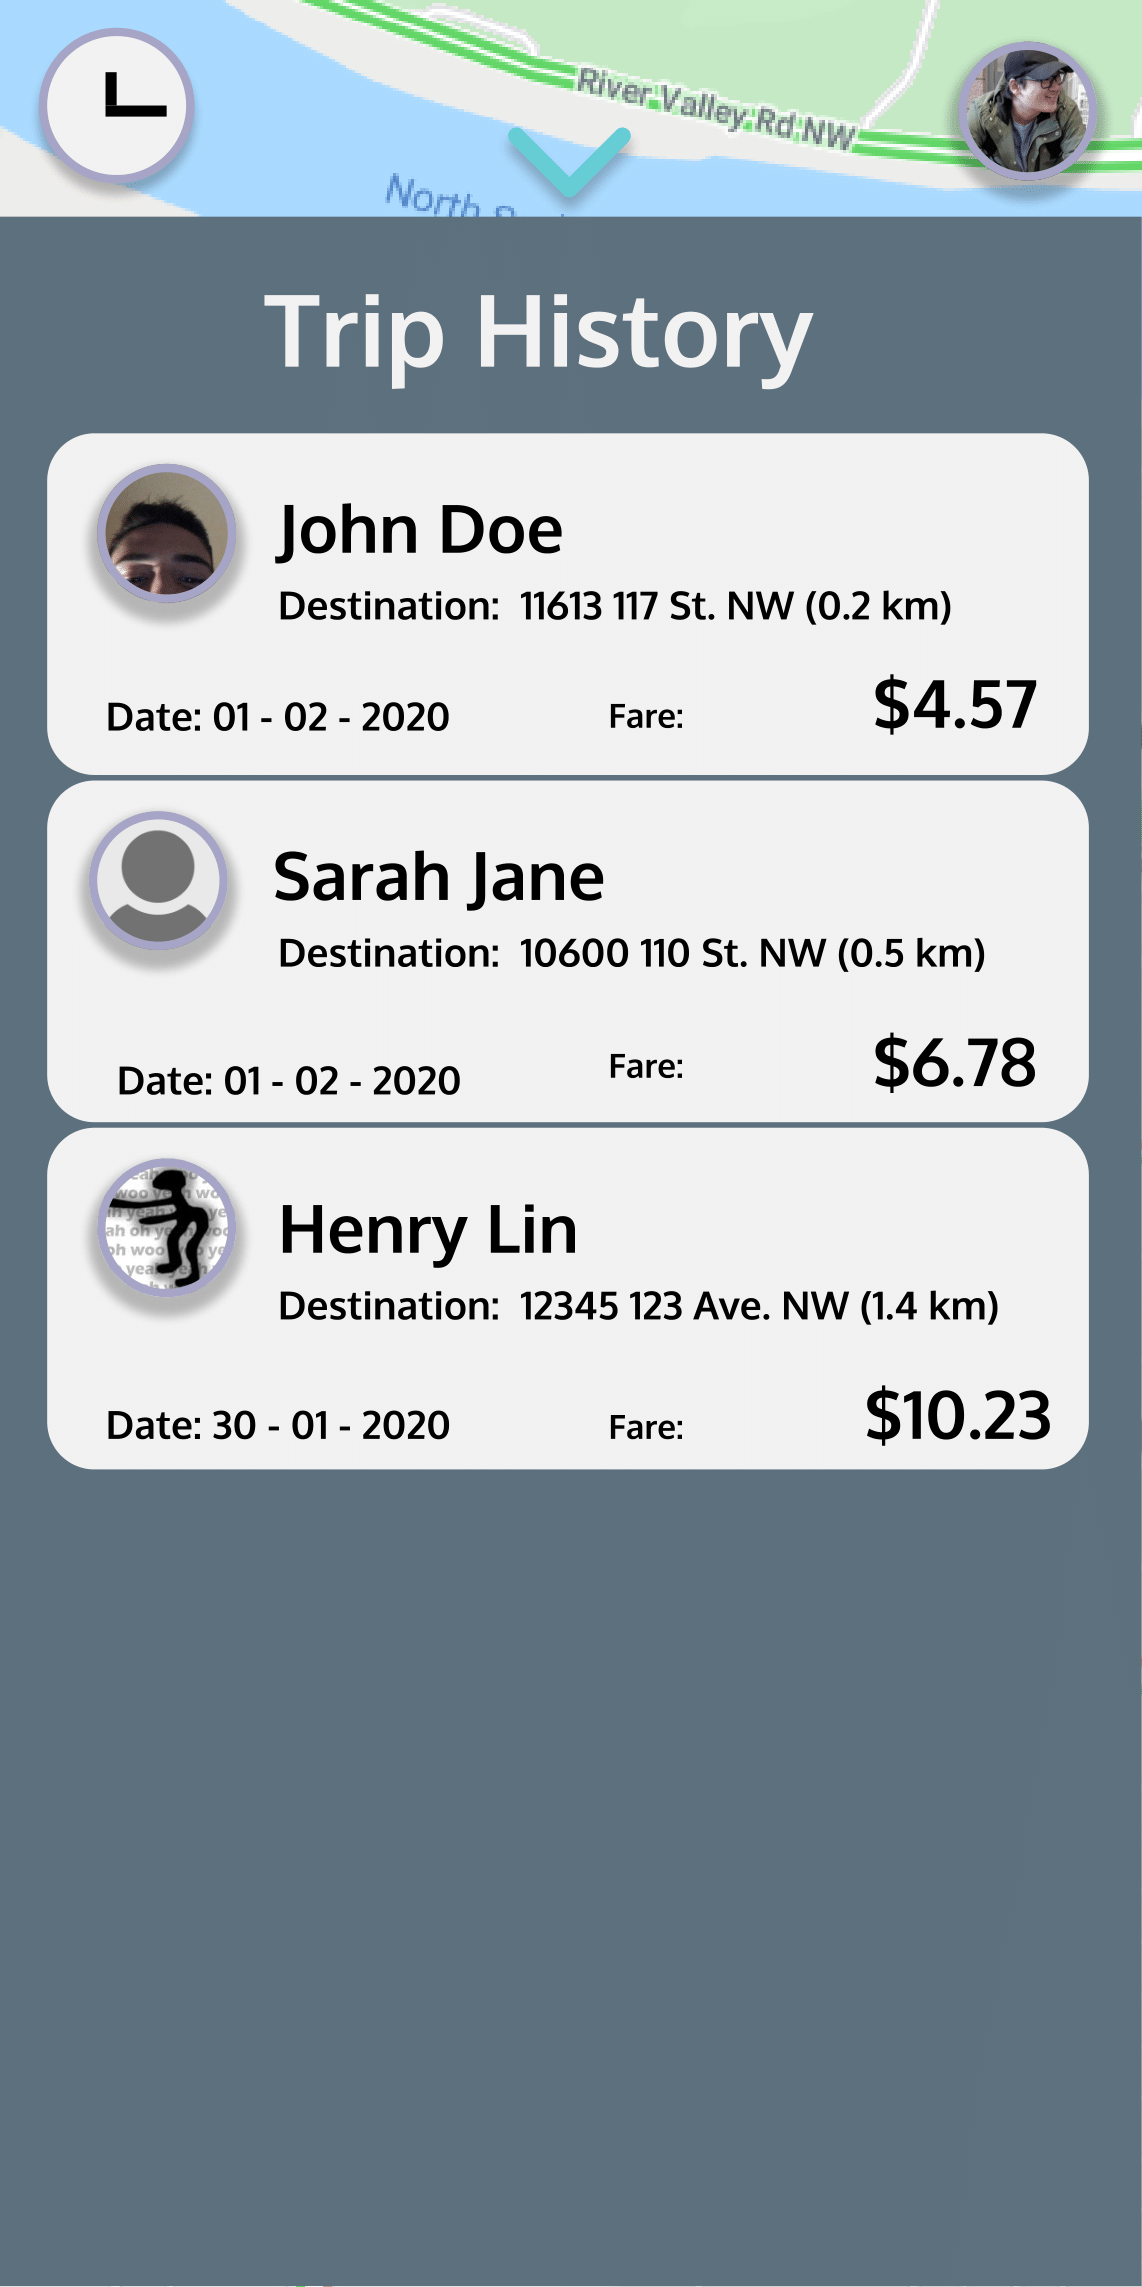 River Valley Rd NW
North
Trip History
John Doe
Destination: 11613 117 St. NW (0.2 km)
Date: 01 - 02 - 2020 Fare: $4.57
Sarah Jane
Destination: 10600 110 St. NW (0.5 km)
Date: 01 - 02 - 2020 Fare: $6.78
Henry Lin
Destination: 12345 123 Ave. NW (1.4 km)
Date: 30 - 01 - 2020 Fare: $10.23